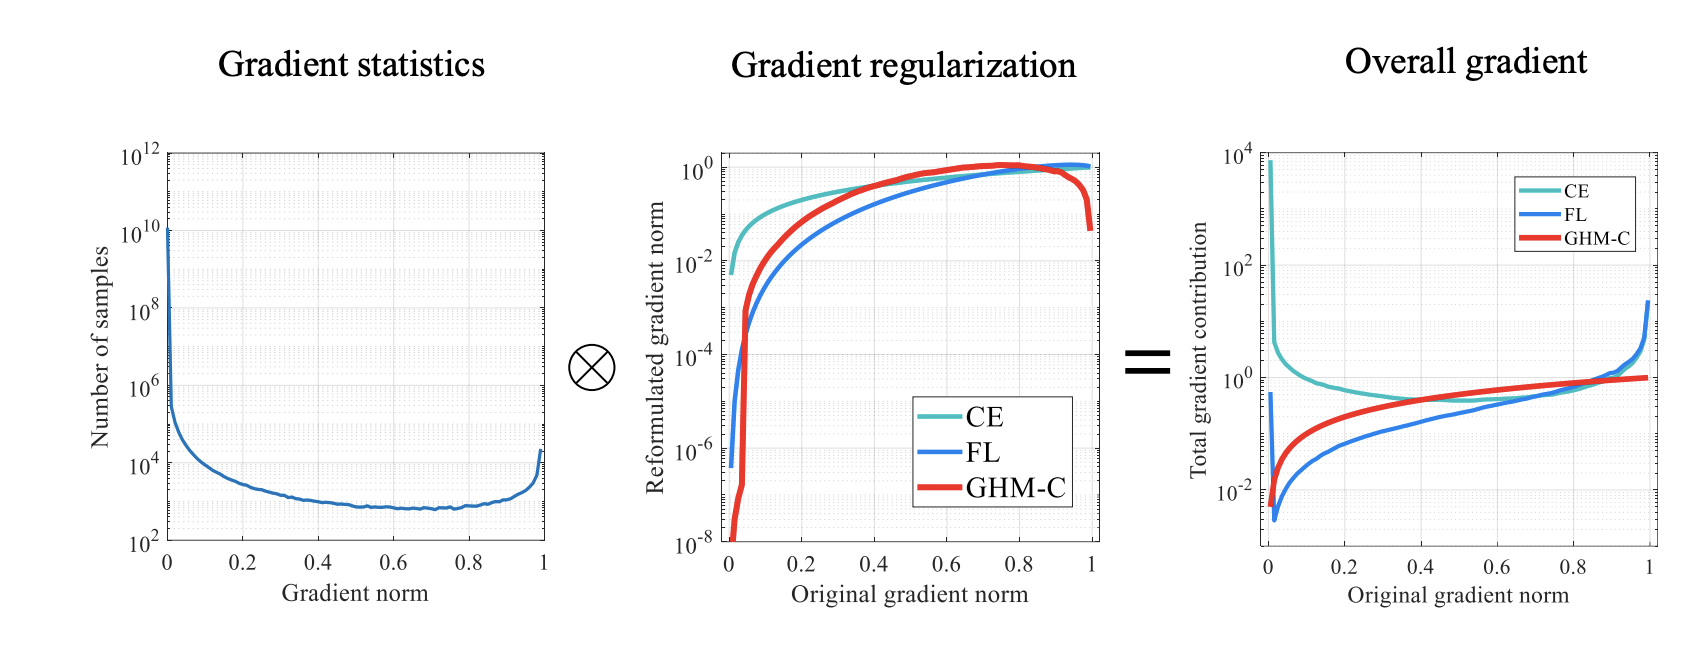 Gradient statistics
Gradient regularization
Overall gradient
Number of samples
10^12
10^10
10^8
10^6
10^4
10^2
0 0.2 0.4 0.6 0.8 1
Gradient norm
Reformulated gradient norm
10^0
10^-2
10^-4
10^-6
10^-8
CE
FL
GHM-C
0 0.2 0.4 0.6 0.8 1
Original gradient norm
Total gradient contribution
10^4
10^2
10^0
10^-2
CE
FL
GHM-C
0 0.2 0.4 0.6 0.8 1
Original gradient norm